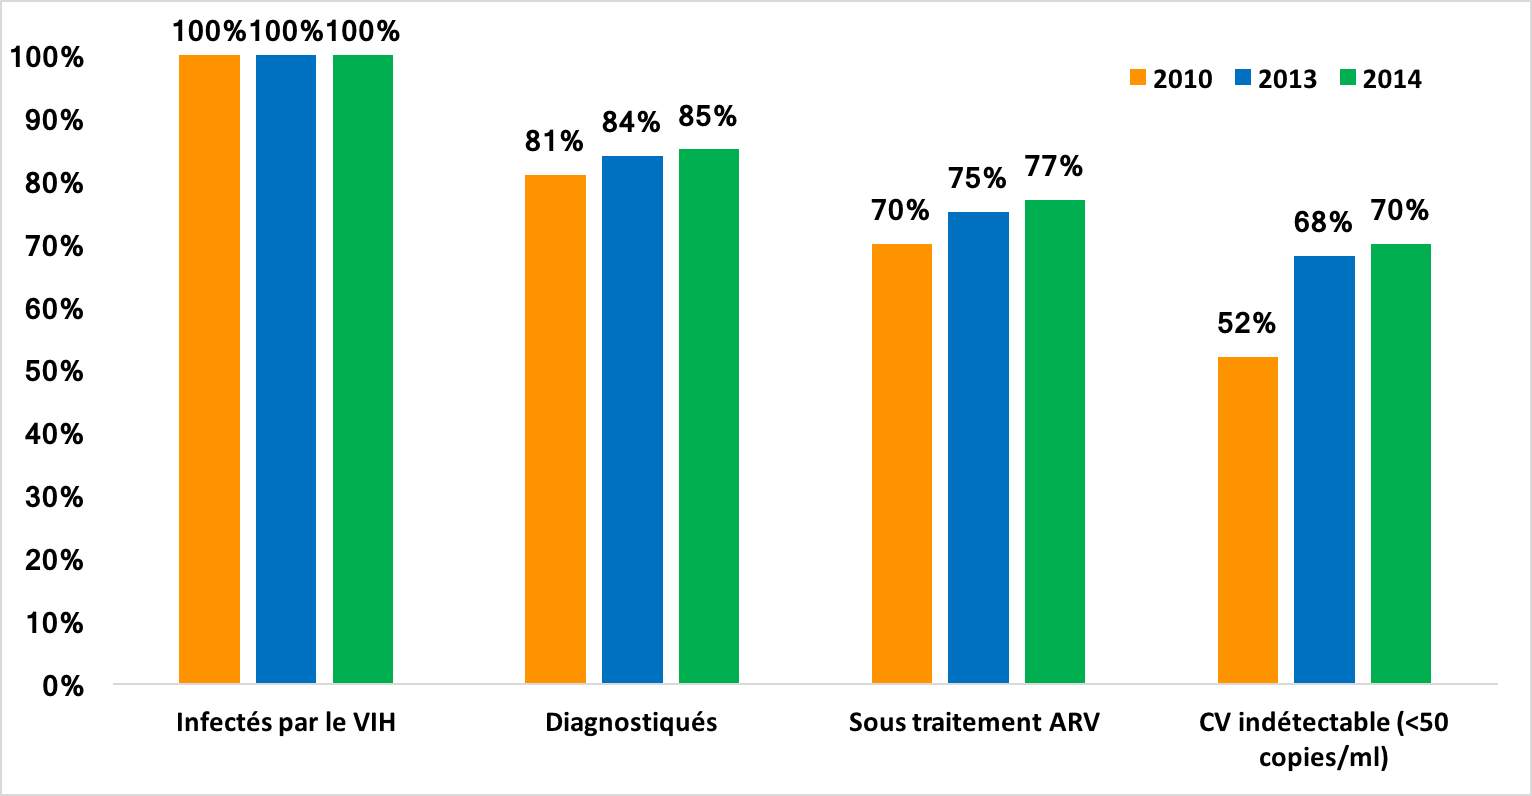 100% 100% 100%
100%
90%
80%
70%
60%
50%
40%
30%
20%
10%
0%
2010 2013 2014
81% 84% 85%
70% 75% 77%
52% 68% 70%
Infectés par le VIH
Diagnostiqués
Sous traitement ARV
CV indétectable (<50
copies/ml)